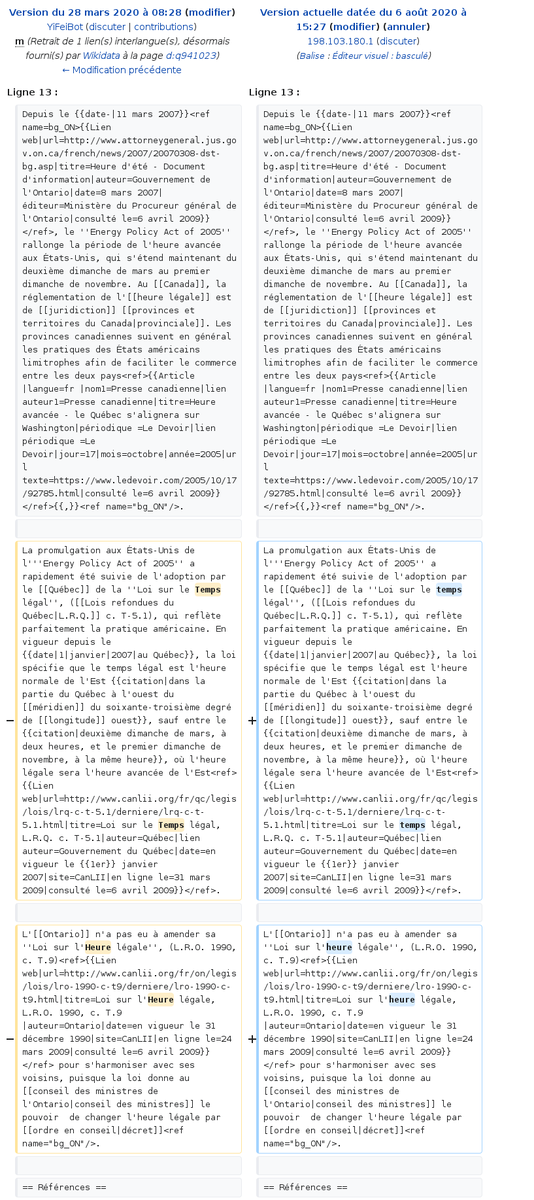 Version du 28 mars 2020 à 08:28 (modifier)
YiFeiBot (discuter | contributions)
m (Retrait de 1 lien(s) interlangue(s), désormais
fourni(s) par Wikidata à la page d:q941023)
← Modification précédente
Version actuelle datée du 6 août 2020 à
15:27 (modifier) (annuler)
198.103.180.1 (discuter)
(Balise : Éditeur visuel : basculé)
Ligne 13 :
Ligne 13 :
Depuis le {{date-|11 mars 2007}}<ref
name=bg_ON>{{Lien
web|url=http://www.attorneygeneral.jus.go
v.on.ca/french/news/2007/20070308-dst-
bg.asp|titre=Heure d'été - Document
d'information|auteur=Gouvernement de
l'Ontario|date=8 mars 2007|
éditeur=Ministère du Procureur général de
l'Ontario|consulté le=6 avril 2009}}
</ref>, le ''Energy Policy Act of 2005''
rallonge la période de l'heure avancée
aux États-Unis, qui s'étend maintenant du
deuxième dimanche de mars au premier
dimanche de novembre. Au [[Canada]], la
réglementation de l'[[heure légale]] est
de [[juridiction]] [[provinces et
territoires du Canada|provinciale]]. Les
provinces canadiennes suivent en général
les pratiques des États américains
limitrophes afin de faciliter le commerce
entre les deux pays<ref>{{Article
|langue=fr |nom1=Presse canadienne|lien
auteur1=Presse canadienne|titre=Heure
avancée - le Québec s'alignera sur
Washington|périodique =Le Devoir|lien
périodique =Le
Devoir|jour=17|mois=octobre|année=2005|ur
l
texte=https://www.ledevoir.com/2005/10/17
/92785.html|consulté le=6 avril 2009}}
</ref>{{,}}<ref name="bg_ON"/>.
Depuis le {{date-|11 mars 2007}}<ref
name=bg_ON>{{Lien
web|url=http://www.attorneygeneral.jus.go
v.on.ca/french/news/2007/20070308-dst-
bg.asp|titre=Heure d'été - Document
d'information|auteur=Gouvernement de
l'Ontario|date=8 mars 2007|
éditeur=Ministère du Procureur général de
l'Ontario|consulté le=6 avril 2009}}
</ref>, le ''Energy Policy Act of 2005''
rallonge la période de l'heure avancée
aux États-Unis, qui s'étend maintenant du
deuxième dimanche de mars au premier
dimanche de novembre. Au [[Canada]], la
réglementation de l'[[heure légale]] est
de [[juridiction]] [[provinces et
territoires du Canada|provinciale]]. Les
provinces canadiennes suivent en général
les pratiques des États américains
limitrophes afin de faciliter le commerce
entre les deux pays<ref>{{Article
|langue=fr |nom1=Presse canadienne|lien
auteur1=Presse canadienne|titre=Heure
avancée - le Québec s'alignera sur
Washington|périodique =Le Devoir|lien
périodique =Le
Devoir|jour=17|mois=octobre|année=2005|ur
l
texte=https://www.ledevoir.com/2005/10/17
/92785.html|consulté le=6 avril 2009}}
</ref>{{,}}<ref name="bg_ON"/>.
−
La promulgation aux États-Unis de
l'''Energy Policy Act of 2005'' a
rapidement été suivie de l'adoption par
le [[Québec]] de la ''Loi sur le Temps
légal'', ([[Lois refondues du
Québec|L.R.Q.]] c. T-5.1), qui reflète
parfaitement la pratique américaine. En
vigueur depuis le
{{date|1|janvier|2007|au Québec}}, la loi
spécifie que le temps légal est l'heure
normale de l'Est {{citation|dans la
partie du Québec à l'ouest du
[[méridien]] du soixante-troisième degré
de [[longitude]] ouest}}, sauf entre le
{{citation|deuxième dimanche de mars, à
deux heures, et le premier dimanche de
novembre, à la même heure}}, où l'heure
légale sera l'heure avancée de l'Est<ref>
{{Lien
web|url=http://www.canlii.org/fr/qc/legis
/lois/lrq-c-t-5.1/derniere/lrq-c-t-
5.1.html|titre=Loi sur le Temps légal,
L.R.Q. c. T-5.1|auteur=Québec|lien
auteur=Gouvernement du Québec|date=en
vigueur le {{1er}} janvier
2007|site=CanLII|en ligne le=31 mars
2009|consulté le=6 avril 2009}}</ref>.
+
La promulgation aux États-Unis de
l'''Energy Policy Act of 2005'' a
rapidement été suivie de l'adoption par
le [[Québec]] de la ''Loi sur le temps
légal'', ([[Lois refondues du
Québec|L.R.Q.]] c. T-5.1), qui reflète
parfaitement la pratique américaine. En
vigueur depuis le
{{date|1|janvier|2007|au Québec}}, la loi
spécifie que le temps légal est l'heure
normale de l'Est {{citation|dans la
partie du Québec à l'ouest du
[[méridien]] du soixante-troisième degré
de [[longitude]] ouest}}, sauf entre le
{{citation|deuxième dimanche de mars, à
deux heures, et le premier dimanche de
novembre, à la même heure}}, où l'heure
légale sera l'heure avancée de l'Est<ref>
{{Lien
web|url=http://www.canlii.org/fr/qc/legis
/lois/lrq-c-t-5.1/derniere/lrq-c-t-
5.1.html|titre=Loi sur le temps légal,
L.R.Q. c. T-5.1|auteur=Québec|lien
auteur=Gouvernement du Québec|date=en
vigueur le {{1er}} janvier
2007|site=CanLII|en ligne le=31 mars
2009|consulté le=6 avril 2009}}</ref>.
−
L'[[Ontario]] n'a pas eu à amender sa
''Loi sur l'Heure légale'', (L.R.O. 1990,
c. T.9)<ref>{{Lien
web|url=http://www.canlii.org/fr/on/legis
/lois/lro-1990-c-t9/derniere/lro-1990-c-
t9.html|titre=Loi sur l'Heure légale,
L.R.O. 1990, c. T.9
|auteur=Ontario|date=en vigueur le 31
décembre 1990|site=CanLII|en ligne le=24
mars 2009|consulté le=6 avril 2009}}
</ref> pour s'harmoniser avec ses
voisins, puisque la loi donne au
[[conseil des ministres de
l'Ontario|conseil des ministres]] le
pouvoir  de changer l'heure légale par
[[ordre en conseil|décret]]<ref
name="bg_ON"/>.
+
L'[[Ontario]] n'a pas eu à amender sa
''Loi sur l'heure légale'', (L.R.O. 1990,
c. T.9)<ref>{{Lien
web|url=http://www.canlii.org/fr/on/legis
/lois/lro-1990-c-t9/derniere/lro-1990-c-
t9.html|titre=Loi sur l'heure légale,
L.R.O. 1990, c. T.9
|auteur=Ontario|date=en vigueur le 31
décembre 1990|site=CanLII|en ligne le=24
mars 2009|consulté le=6 avril 2009}}
</ref> pour s'harmoniser avec ses
voisins, puisque la loi donne au
[[conseil des ministres de
l'Ontario|conseil des ministres]] le
pouvoir  de changer l'heure légale par
[[ordre en conseil|décret]]<ref
name="bg_ON"/>.
== Références ==
== Références ==